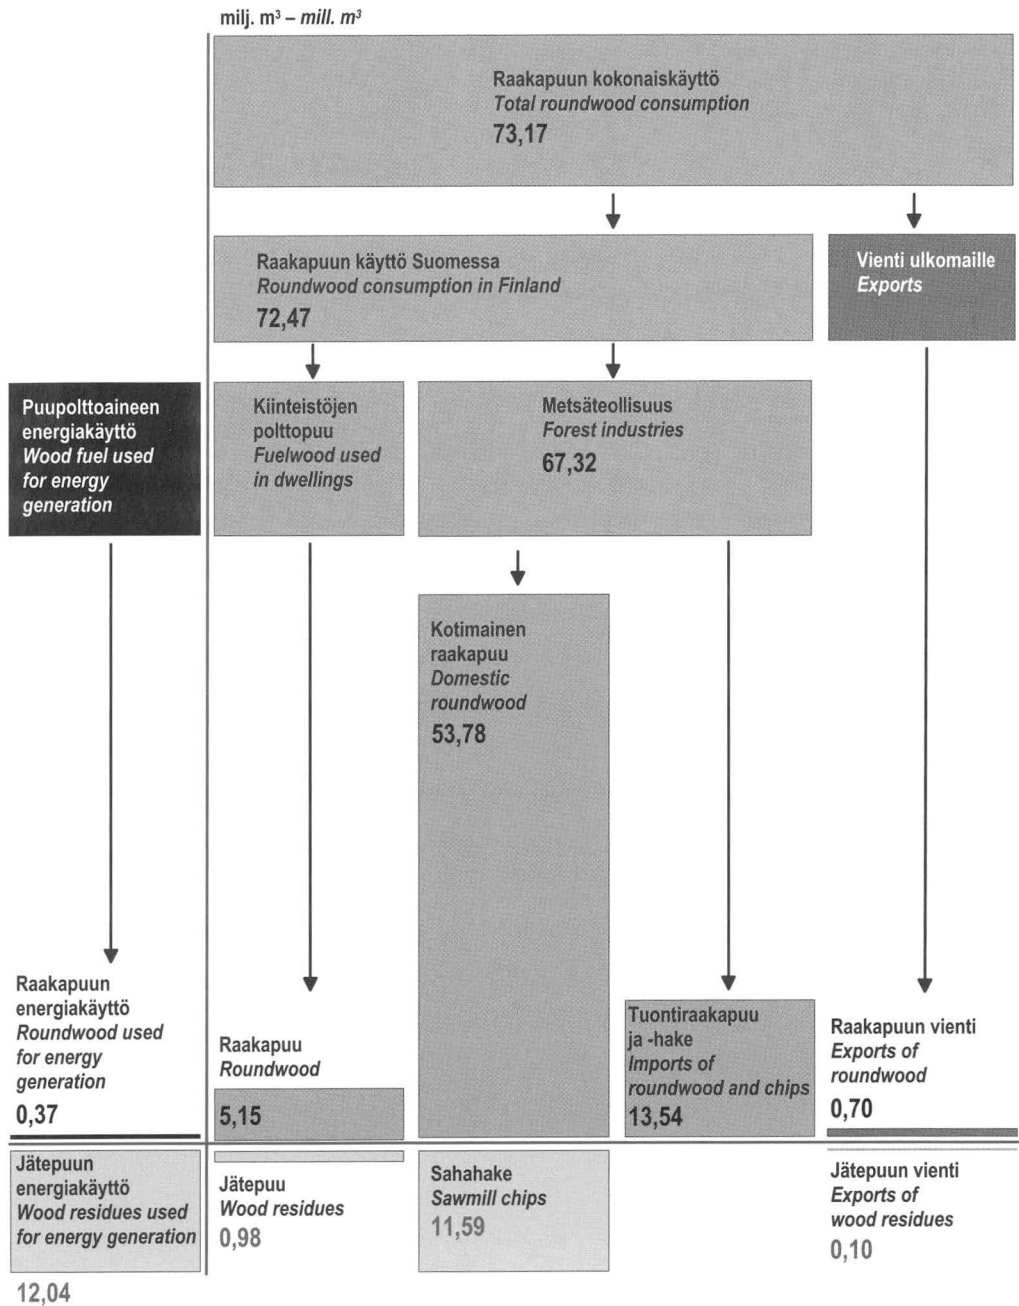 milj. m³ – mill. m³
Raakapuun kokonaiskäyttö
Total roundwood consumption
73,17
Raakapuun käyttö Suomessa
Roundwood consumption in Finland
72,47
Vienti ulkomaille
Exports
Puupolttoaineen
energiakäyttö
Wood fuel used
for energy
generation
Kiinteistöjen
polttopuu
Fuelwood used
in dwellings
Metsäteollisuus
Forest industries
67,32
Kotimainen
raakapuu
Domestic
roundwood
53,78
Raakapuun
energiakäyttö
Roundwood used
for energy
generation
0,37
Raakapuu
Roundwood
5,15
Tuontiraakapuu
ja -hake
Imports of
roundwood and chips
13,54
Raakapuun vienti
Exports of
roundwood
0,70
Jätepuun
energiakäyttö
Wood residues used
for energy generation
12,04
Jätepuu
Wood residues
0,98
Sahahake
Sawmill chips
11,59
Jätepuun vienti
Exports of
wood residues
0,10